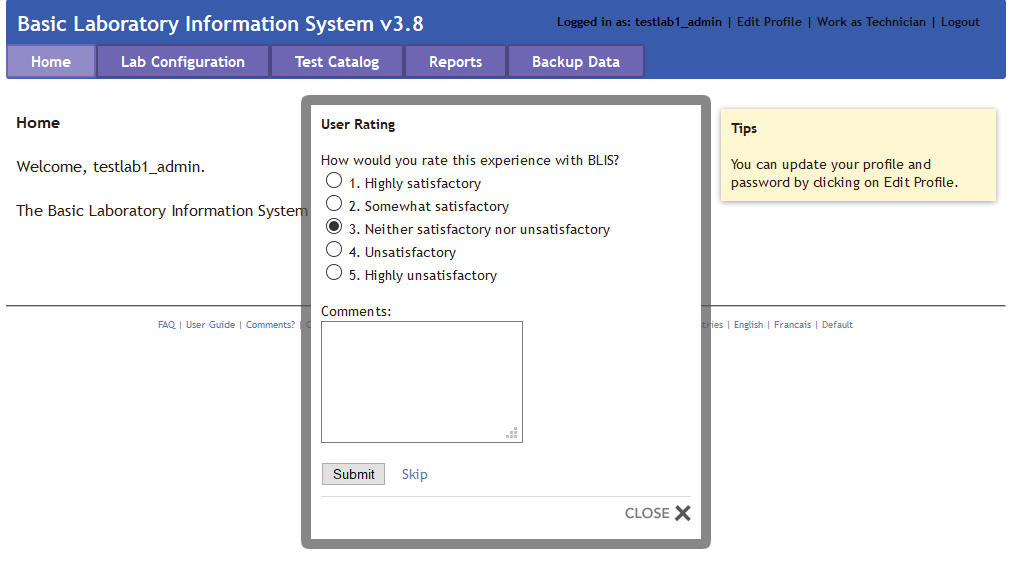 Basic Laboratory Information System v3.8
Logged in as: testlab1_admin | Edit Profile | Work as Technician | Logout
Home Lab Configuration Test Catalog Reports Backup Data
Home
Welcome, testlab1_admin.
The Basic Laboratory Information System
User Rating
How would you rate this experience with BLIS?
1. Highly satisfactory
2. Somewhat satisfactory
3. Neither satisfactory nor unsatisfactory
4. Unsatisfactory
5. Highly unsatisfactory
Comments:
Submit Skip
CLOSE
Tips
You can update your profile and
password by clicking on Edit Profile.
FAQ | User Guide | Comments? | | English | Francais | Default